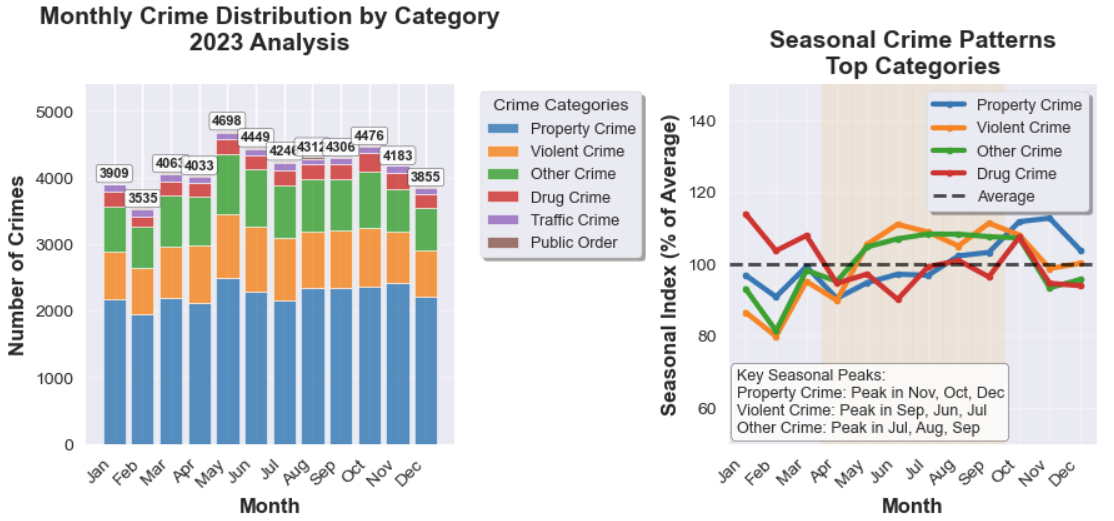 Monthly Crime Distribution by Category
2023 Analysis
Number of Crimes
5000
4000
3000
2000
1000
0
3909
3535
4063
4033
4698
4449
4246
4312
4306
4476
4183
3855
Jan
Feb
Mar
Apr
May
Jun
Jul
Aug
Sep
Oct
Nov
Dec
Month
Crime Categories
Property Crime
Violent Crime
Other Crime
Drug Crime
Traffic Crime
Public Order
Seasonal Crime Patterns
Top Categories
Seasonal Index (% of Average)
140
120
100
80
60
Property Crime
Violent Crime
Other Crime
Drug Crime
Average
Key Seasonal Peaks:
Property Crime: Peak in Nov, Oct, Dec
Violent Crime: Peak in Sep, Jun, Jul
Other Crime: Peak in Jul, Aug, Sep
Jan
Feb
Mar
Apr
May
Jun
Jul
Aug
Sep
Oct
Nov
Dec
Month